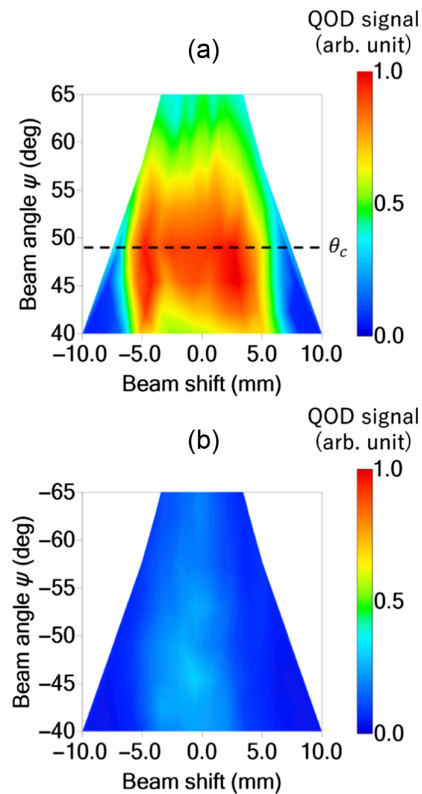 (a)
QOD signal
(arb. unit)
1.0
0.5
0.0
65
60
55
50
45
40
Beam angle ψ (deg)
θc
−10.0 −5.0 0.0 5.0 10.0
Beam shift (mm)
(b)
QOD signal
(arb. unit)
1.0
0.5
0.0
−65
−60
−55
−50
−45
−40
Beam angle ψ (deg)
−10.0 −5.0 0.0 5.0 10.0
Beam shift (mm)